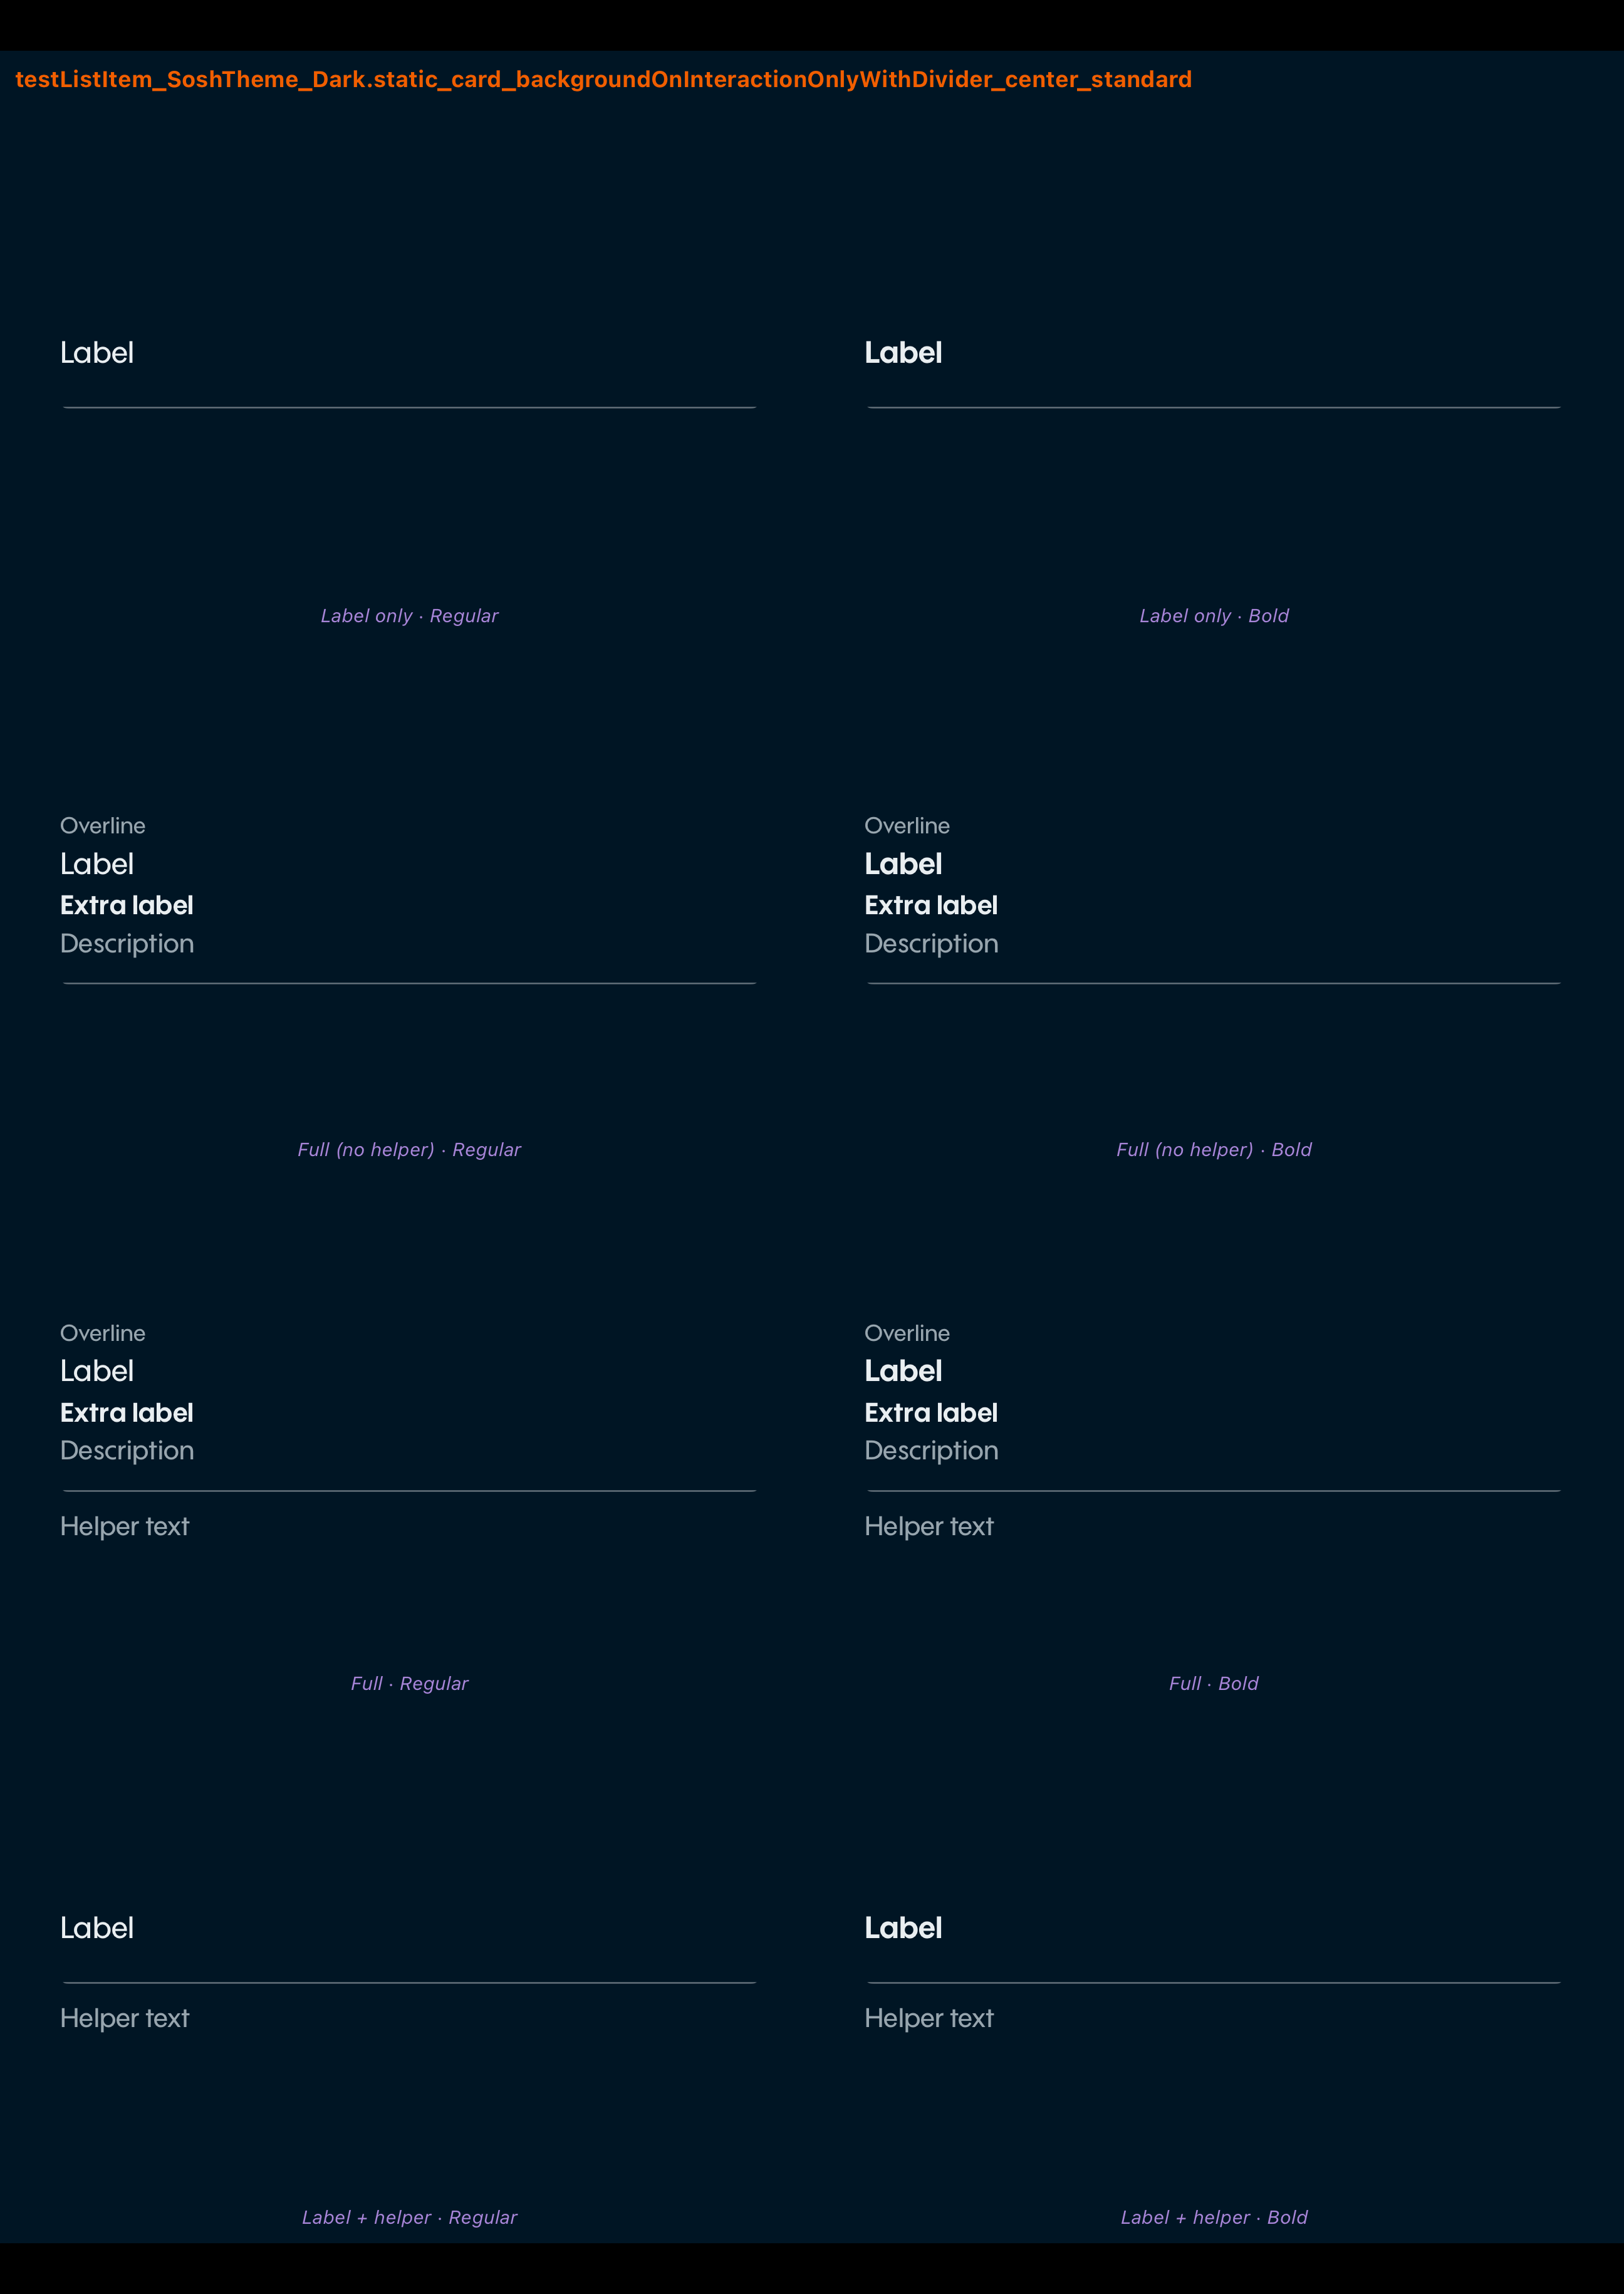 testListItem_SoshTheme_Dark.static_card_backgroundOnInteractionOnlyWithDivider_center_standard
Label
Label
Label only · Regular
Label only · Bold
Overline
Label
Extra label
Description
Overline
Label
Extra label
Description
Full (no helper) · Regular
Full (no helper) · Bold
Overline
Label
Extra label
Description
Helper text
Overline
Label
Extra label
Description
Helper text
Full · Regular
Full · Bold
Label
Helper text
Label
Helper text
Label + helper · Regular
Label + helper · Bold